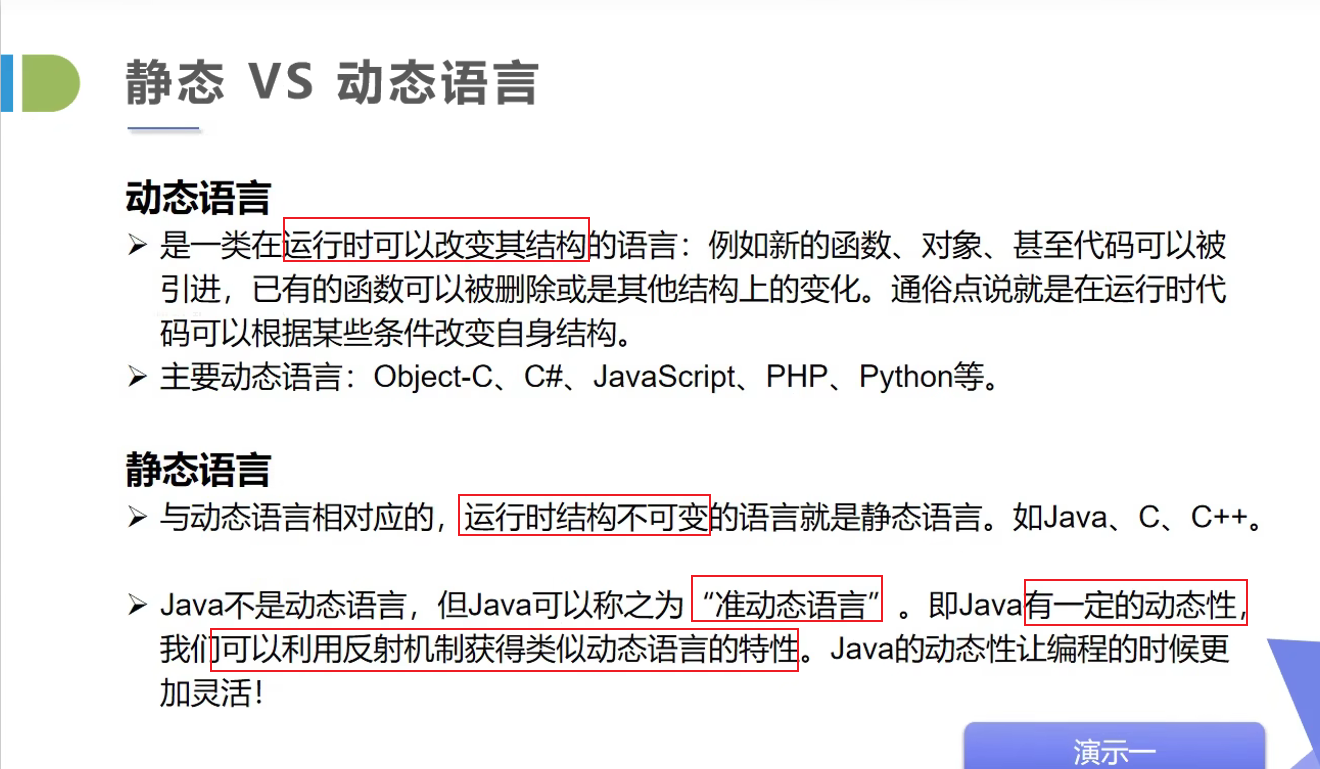 静态 VS 动态语言
动态语言
➢ 是一类在运行时可以改变其结构的语言：例如新的函数、对象、甚至代码可以被
引进，已有的函数可以被删除或是其他结构上的变化。通俗点说就是在运行时代
码可以根据某些条件改变自身结构。
➢ 主要动态语言：Object-C、C#、JavaScript、PHP、Python等。
静态语言
➢ 与动态语言相对应的，运行时结构不可变的语言就是静态语言。如Java、C、C++。
➢ Java不是动态语言，但Java可以称之为“准动态语言”。即Java有一定的动态性，
我们可以利用反射机制获得类似动态语言的特性。Java的动态性让编程的时候更
加灵活！
演示一